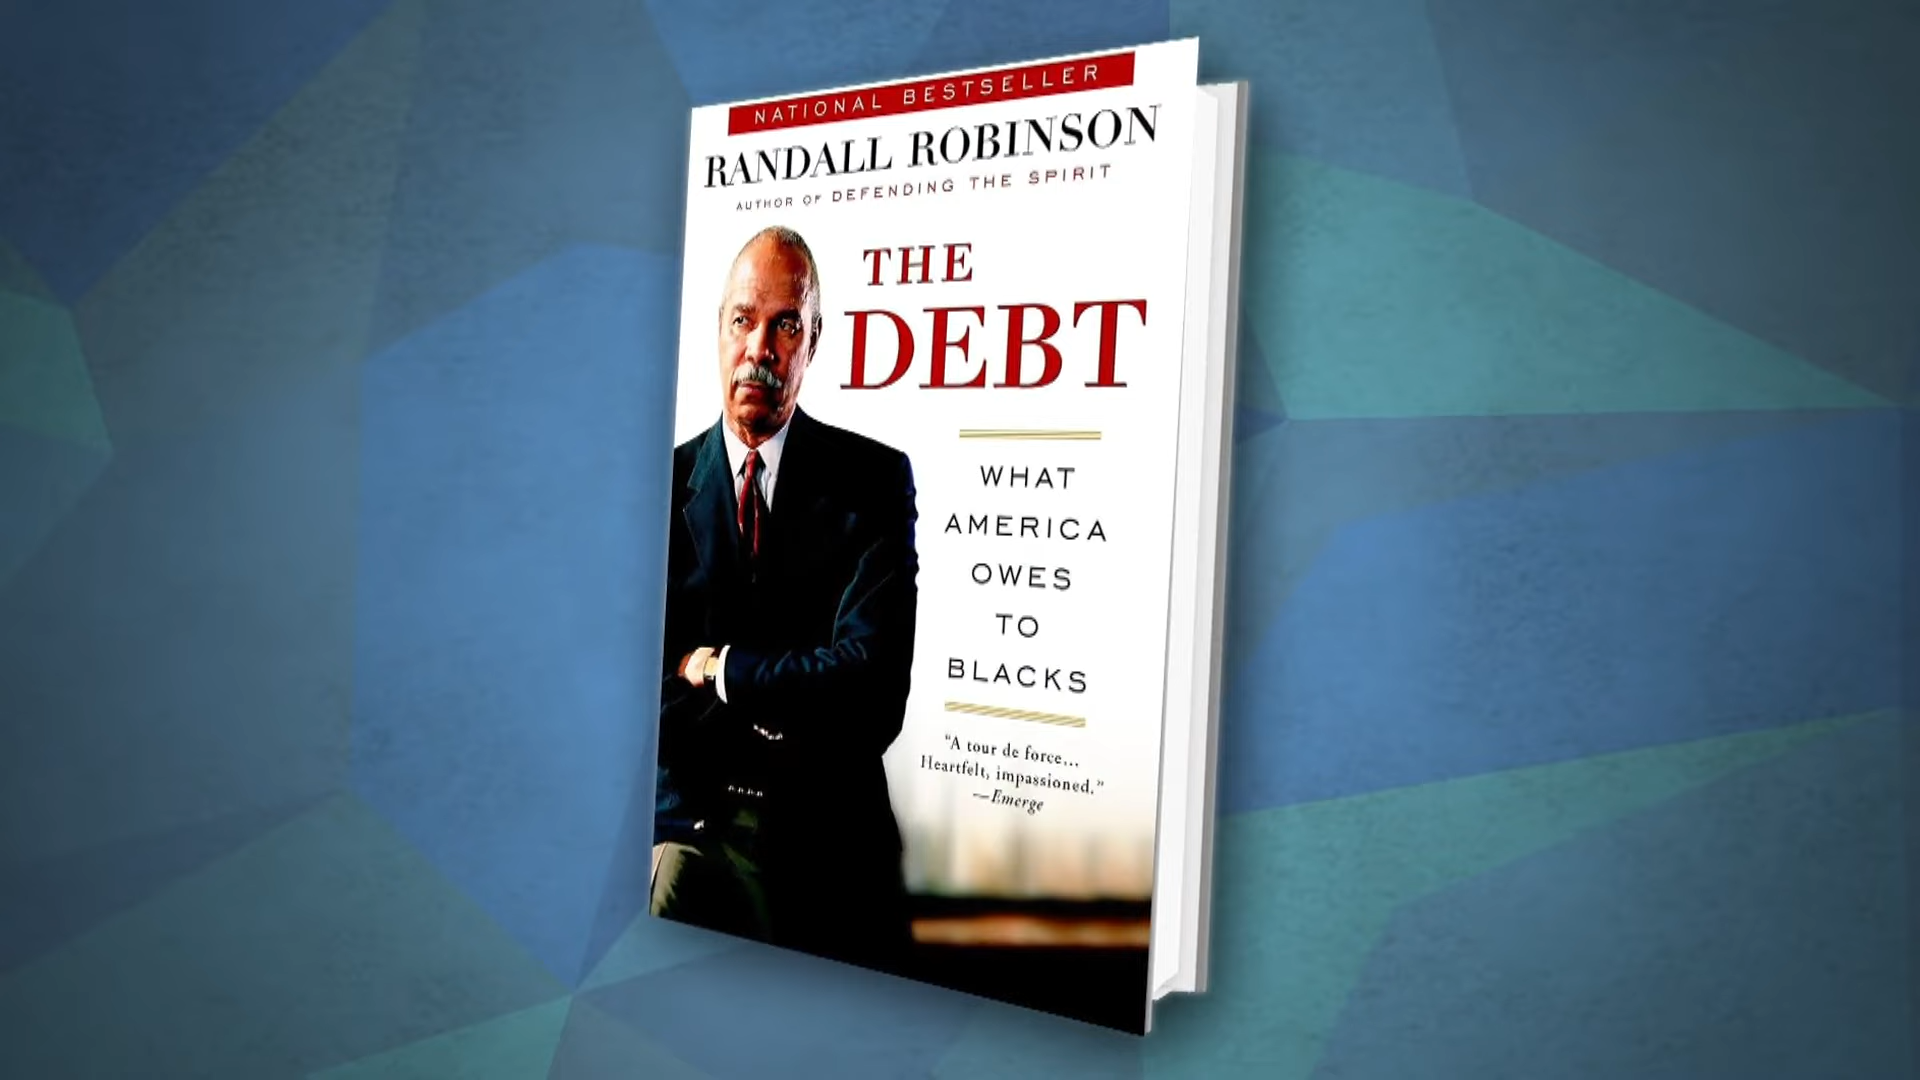 NATIONAL BESTSELLER
RANDALL ROBINSON
AUTHOR OF DEFENDING THE SPIRIT
THE
DEBT
WHAT
AMERICA
OWES
TO
BLACKS
"A tour de force...
Heartfelt, impassioned."
—Emerge